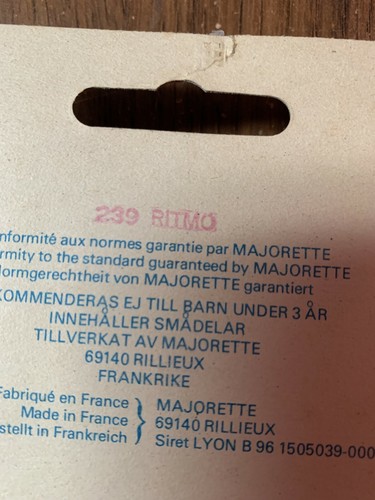 239 RITMO
nformité aux normes garantie par MAJORETTE
rmity to the standard guaranteed by MAJORETTE
Normgerechtheit von MAJORETTE garantiert
KOMMENDERAS EJ TILL BARN UNDER 3 ÅR
INNEHÅLLER SMÅDELAR
TILLVERKAT AV MAJORETTE
69140 RILLIEUX
FRANKRIKE
Fabriqué en France
Made in France
stellt in Frankreich
MAJORETTE
69140 RILLIEUX
Siret LYON B 96 1505039-000